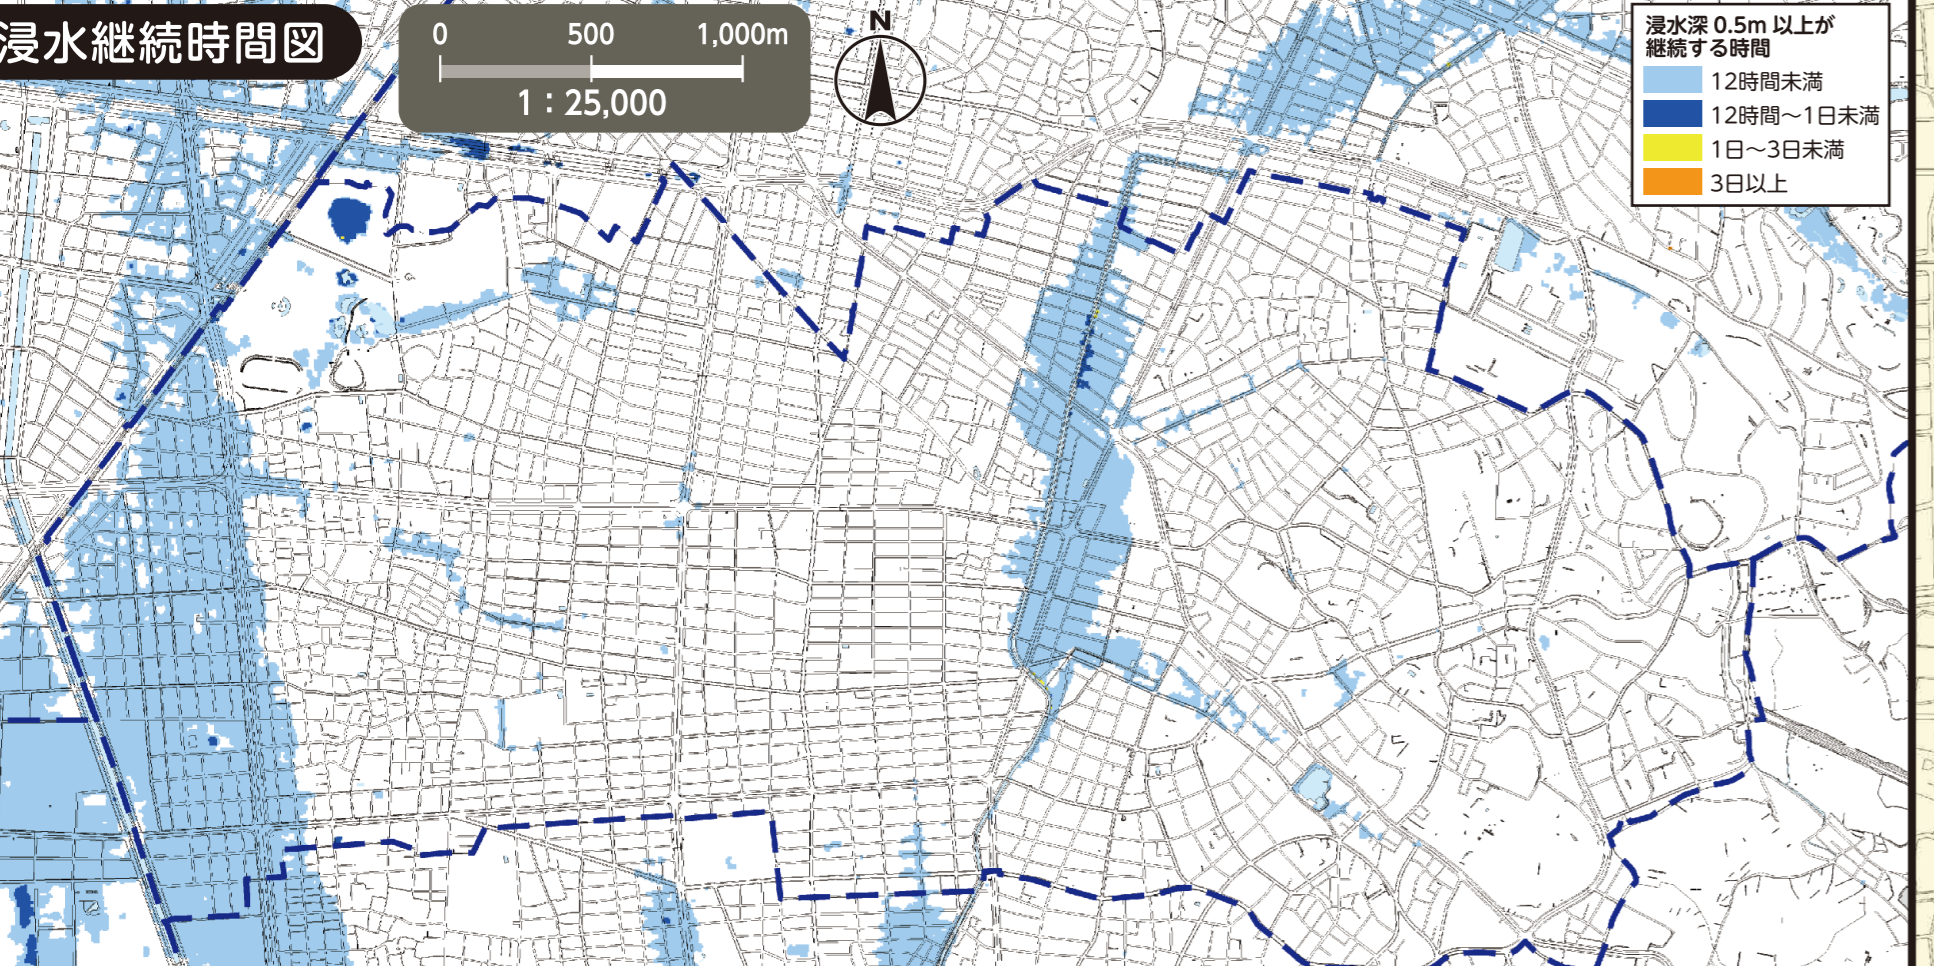 浸水継続時間図
0 500 1,000m
1：25,000
N
浸水深 0.5m 以上が
継続する時間
12時間未満
12時間～1日未満
1日～3日未満
3日以上